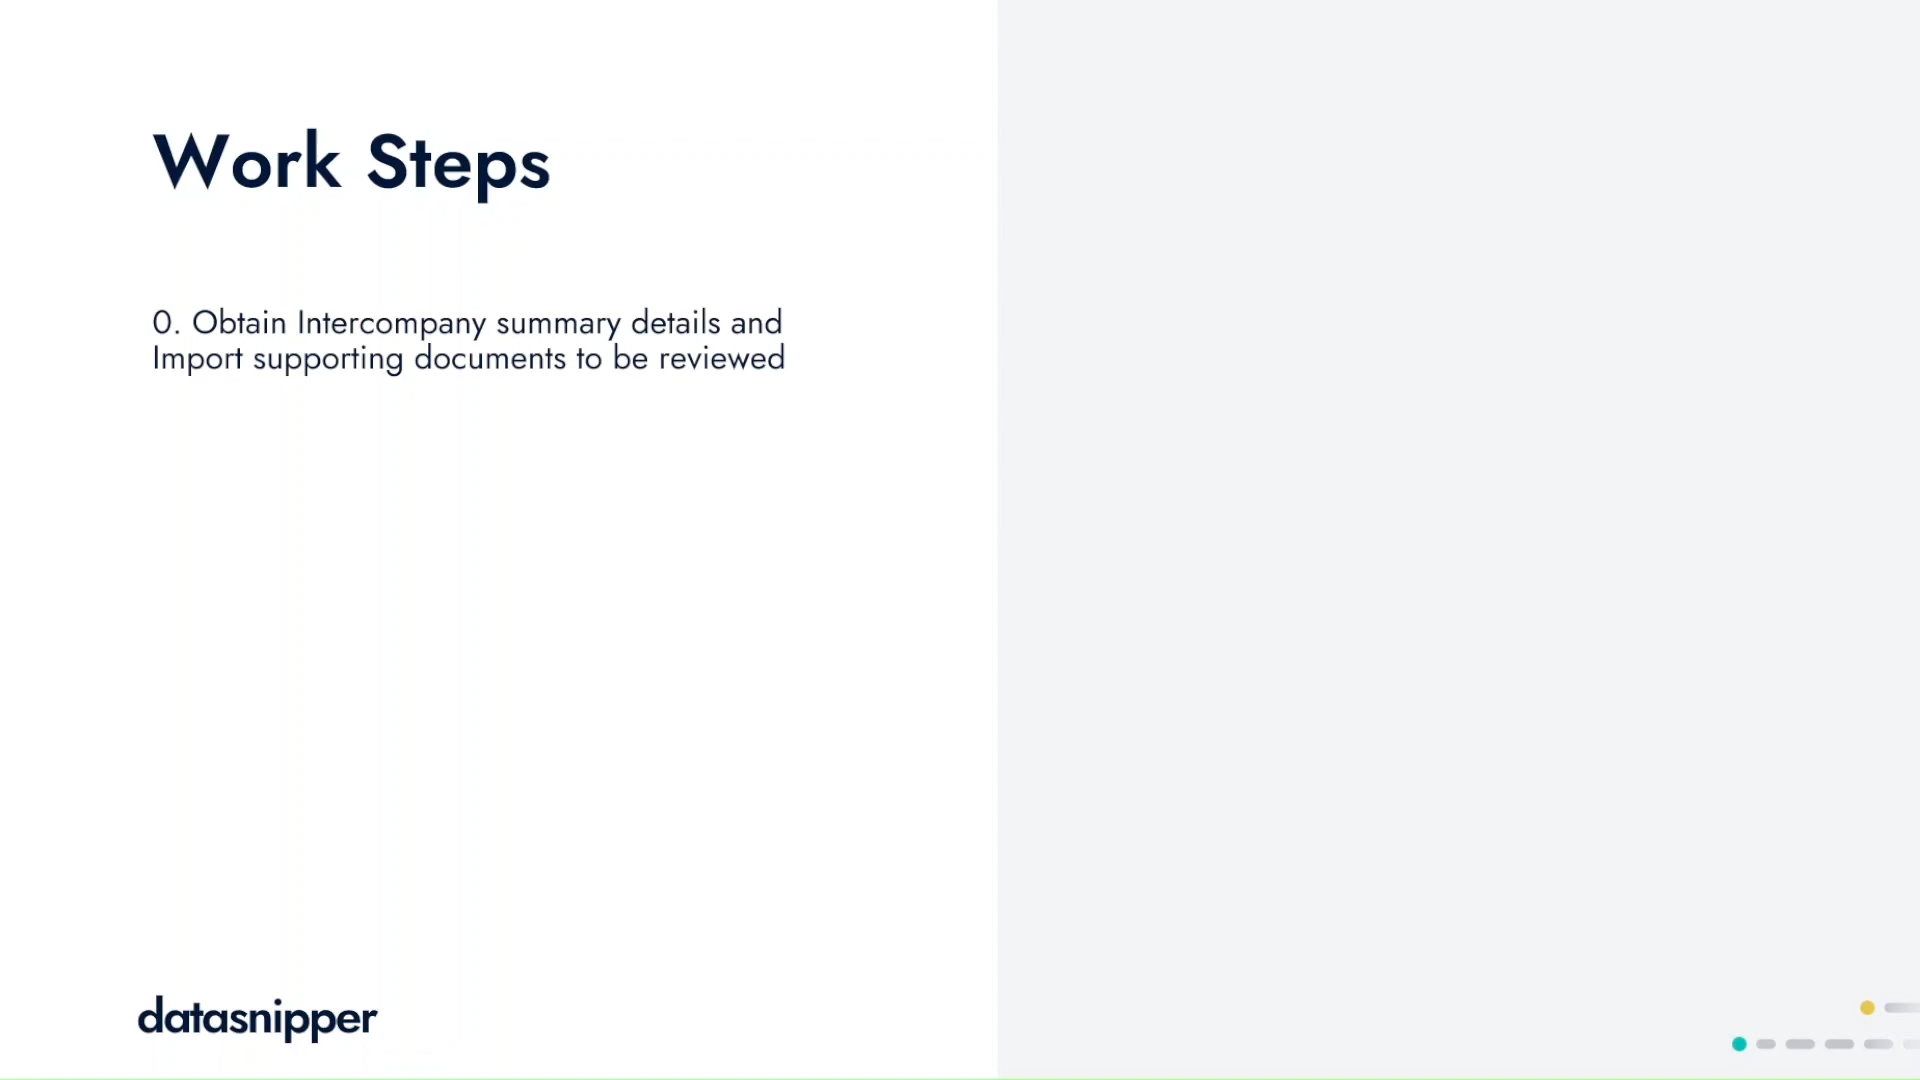 Work Steps
0. Obtain Intercompany summary details and
Import supporting documents to be reviewed
datasnipper